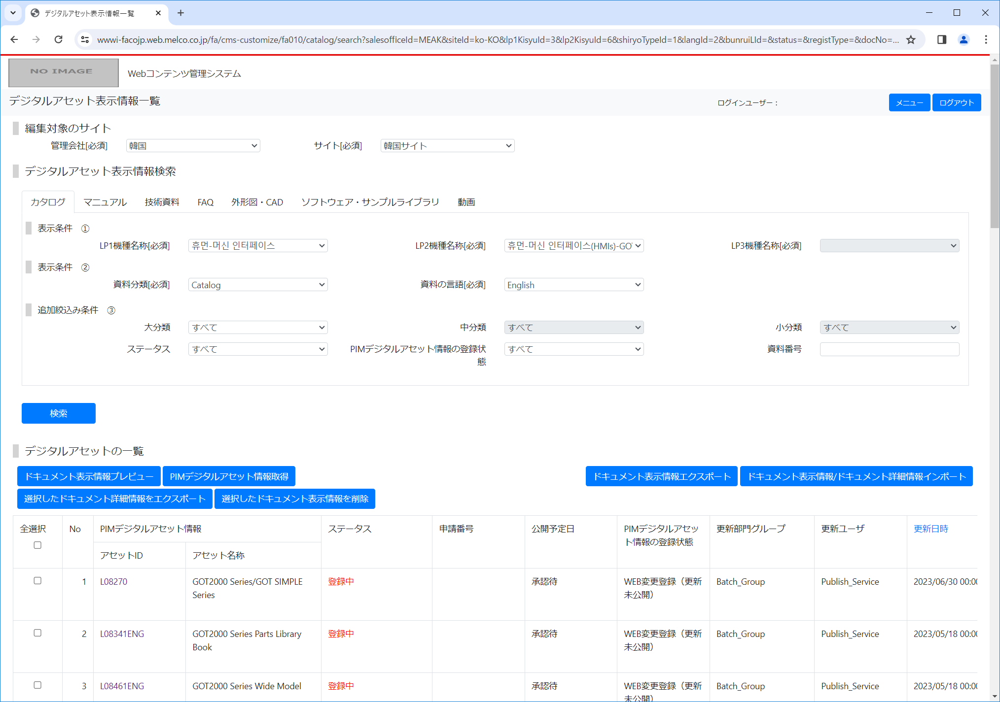 デジタルアセット表示情報一覧
wwwi-facojp.web.melco.co.jp/fa/cms-customize/fa010/catalog/search?salesofficeId=MEAK&siteId=ko-KO&lp1KisyuId=3&lp2KisyuId=6&shiryoTypeId=1&langId=2&bunruiLId=&status=&registType=&docNo=...
NO IMAGE Webコンテンツ管理システム
デジタルアセット表示情報一覧 ログインユーザー： メニュー ログアウト
編集対象のサイト
管理会社[必須] 韓国 サイト[必須] 韓国サイト
デジタルアセット表示情報検索
カタログ マニュアル 技術資料 FAQ 外形図・CAD ソフトウェア・サンプルライブラリ 動画
表示条件 ①
LP1機種名称[必須] 휴먼-머신 인터페이스 LP2機種名称[必須] 휴먼-머신 인터페이스(HMIs)-GO LP3機種名称[必須]
表示条件 ②
資料分類[必須] Catalog 資料の言語[必須] English
追加絞込み条件 ③
大分類 すべて 中分類 すべて 小分類 すべて
ステータス すべて PIMデジタルアセット情報の登録状 すべて 資料番号
態
検索
デジタルアセットの一覧
ドキュメント表示情報プレビュー PIMデジタルアセット情報取得 ドキュメント表示情報エクスポート ドキュメント表示情報/ドキュメント詳細情報インポート
選択したドキュメント詳細情報をエクスポート 選択したドキュメント表示情報を削除
全選択 No PIMデジタルアセット情報 ステータス 申請番号 公開予定日 PIMデジタルアセッ 更新部門グループ 更新ユーザ 更新日時
ト情報の登録状態
アセットID アセット名称
1 L08270 GOT2000 Series/GOT SIMPLE 登録中 承認待 WEB変更登録（更新 Batch_Group Publish_Service 2023/06/30 00:00
Series 未公開）
2 L08341ENG GOT2000 Series Parts Library 登録中 承認待 WEB変更登録（更新 Batch_Group Publish_Service 2023/05/18 00:00
Book 未公開）
3 L08461ENG GOT2000 Series Wide Model 登録中 承認待 WEB変更登録（更新 Batch_Group Publish_Service 2023/05/18 00:00
未公開）